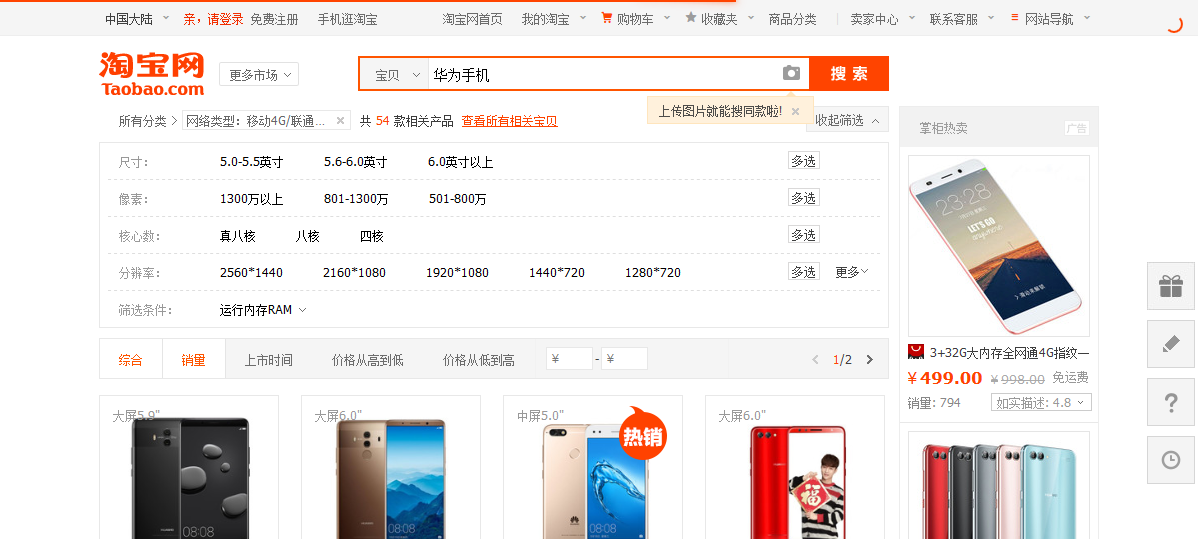 中国大陆 亲，请登录 免费注册 手机逛淘宝 淘宝网首页 我的淘宝 购物车 收藏夹 商品分类 卖家中心 联系客服 网站导航
淘宝网
Taobao.com
更多市场
宝贝 华为手机 搜索
上传图片就能搜同款啦!
所有分类 网络类型：移动4G/联通... 共 54 款相关产品 查看所有相关宝贝 收起筛选
尺寸： 5.0-5.5英寸 5.6-6.0英寸 6.0英寸以上 多选
像素： 1300万以上 801-1300万 501-800万 多选
核心数： 真八核 八核 四核 多选
分辨率： 2560*1440 2160*1080 1920*1080 1440*720 1280*720 多选 更多
筛选条件： 运行内存RAM
综合 销量 上市时间 价格从高到低 价格从低到高 ¥ - ¥ 1/2
大屏5.9" 大屏6.0" 中屏5.0" 大屏6.0"
热销
08:08 08:08 08:08
HUAWEI
福
掌柜热卖 广告
23:28
LET'S GO
anywhere
3+32G大内存全网通4G指纹一
¥499.00 ¥998.00 免运费
销量: 794 如实描述: 4.8